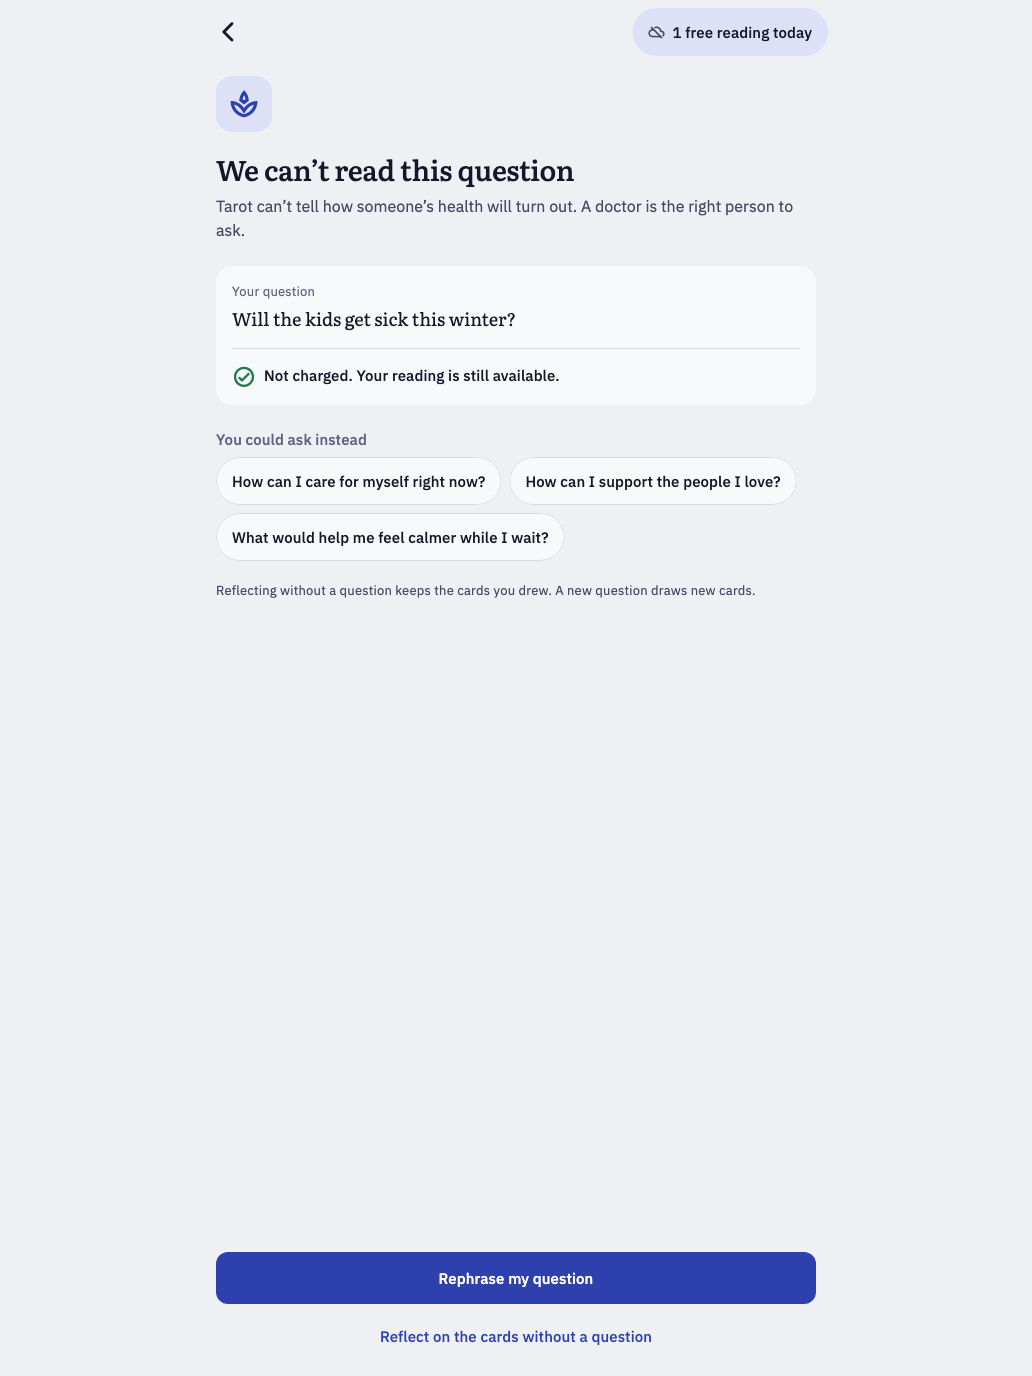 1 free reading today
We can’t read this question
Tarot can’t tell how someone’s health will turn out. A doctor is the right person to
ask.
Your question
Will the kids get sick this winter?
Not charged. Your reading is still available.
You could ask instead
How can I care for myself right now?
How can I support the people I love?
What would help me feel calmer while I wait?
Reflecting without a question keeps the cards you drew. A new question draws new cards.
Rephrase my question
Reflect on the cards without a question